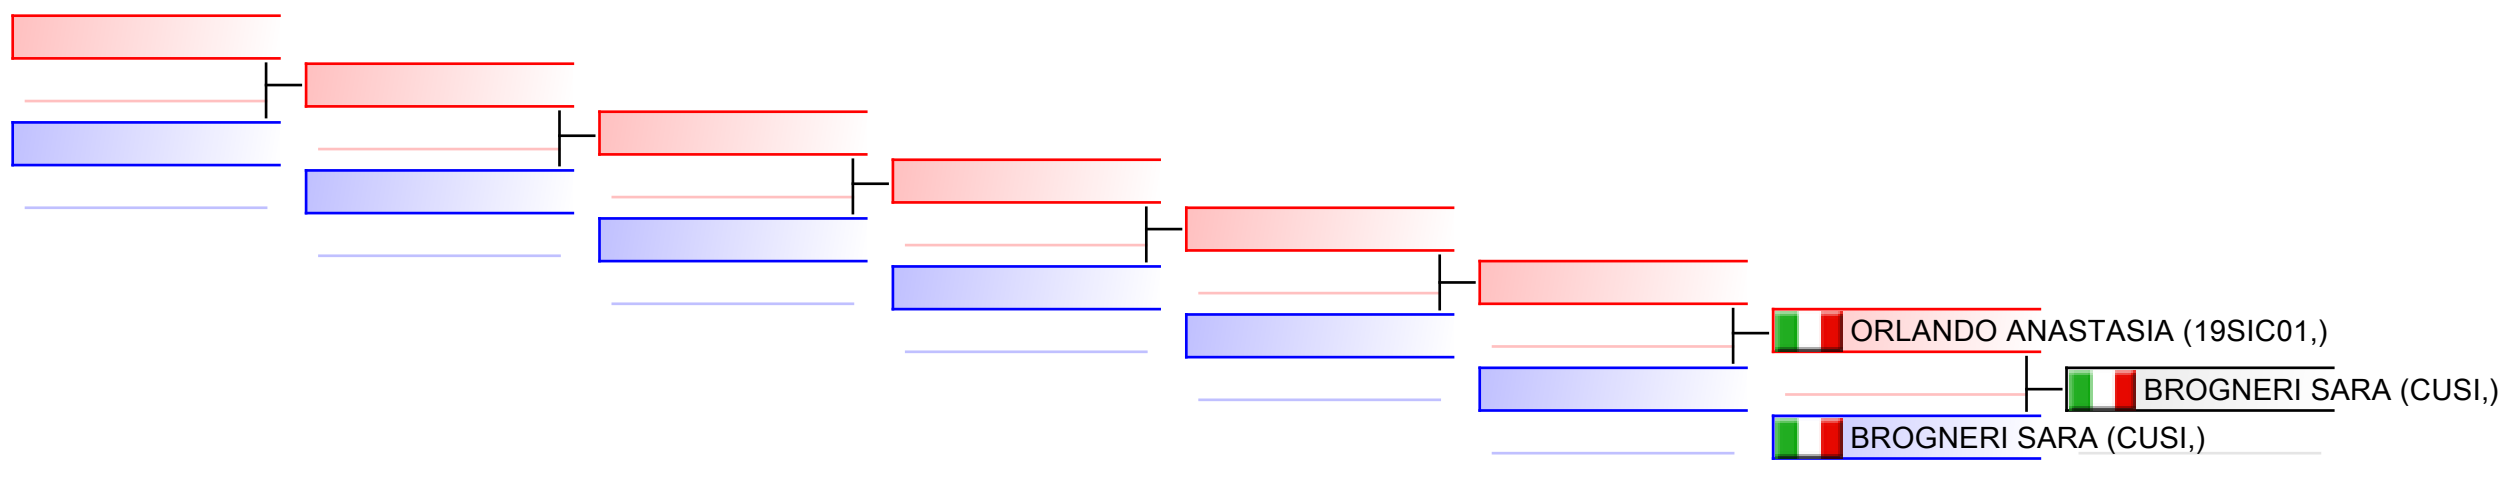 ORLANDO ANASTASIA (19SIC01,)
BROGNERI SARA (CUSI,)
BROGNERI SARA (CUSI,)